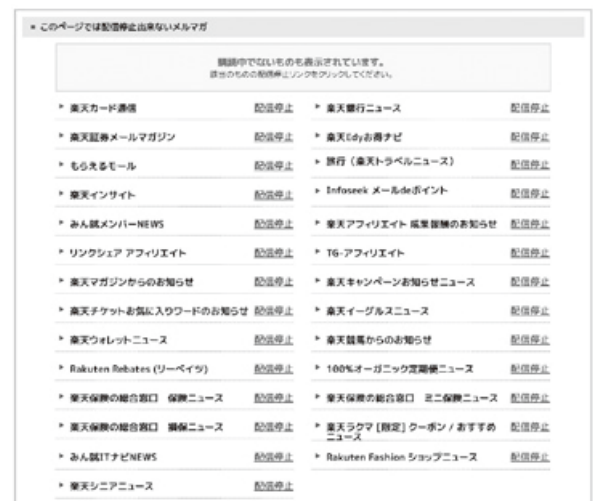 このページでは配信停止出来ないメルマガ
購読中でないものも表示されています。
該当のものの配信停止リンクをクリックしてください。
楽天カード通信 配信停止
楽天銀行ニュース 配信停止
楽天証券メールマガジン 配信停止
楽天Edyお得ナビ 配信停止
もらえるモール 配信停止
旅行（楽天トラベルニュース） 配信停止
楽天インサイト 配信停止
Infoseek メールdeポイント 配信停止
みん就メンバーNEWS 配信停止
楽天アフィリエイト 成果報酬のお知らせ 配信停止
リンクシェア アフィリエイト 配信停止
TG-アフィリエイト 配信停止
楽天マガジンからのお知らせ 配信停止
楽天キャンペーンお知らせニュース 配信停止
楽天チケットお気に入りワードのお知らせ 配信停止
楽天イーグルスニュース 配信停止
楽天ウォレットニュース 配信停止
楽天競馬からのお知らせ 配信停止
Rakuten Rebates (リーベイツ) 配信停止
100%オーガニック定期便ニュース 配信停止
楽天保険の総合窓口　保険ニュース 配信停止
楽天保険の総合窓口　ミニ保険ニュース 配信停止
楽天保険の総合窓口　損保ニュース 配信停止
楽天ラクマ [限定] クーポン / おすすめ 配信停止
ニュース
みん就ITナビNEWS 配信停止
Rakuten Fashion ショップニュース 配信停止
楽天シニアニュース 配信停止